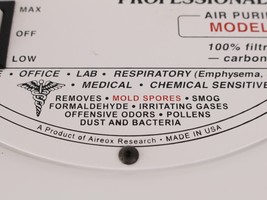 PROFESSIONAL
MAX
AIR PURI
MODEL
OFF
100% filtr
LOW
— carbon
• OFFICE • LAB • RESPIRATORY (Emphysema,
• MEDICAL • CHEMICAL SENSITIVE
REMOVES • MOLD SPORES • SMOG
FORMALDEHYDE • IRRITATING GASES
OFFENSIVE ODORS • POLLENS
DUST AND BACTERIA
A Product of Aireox Research • MADE IN USA